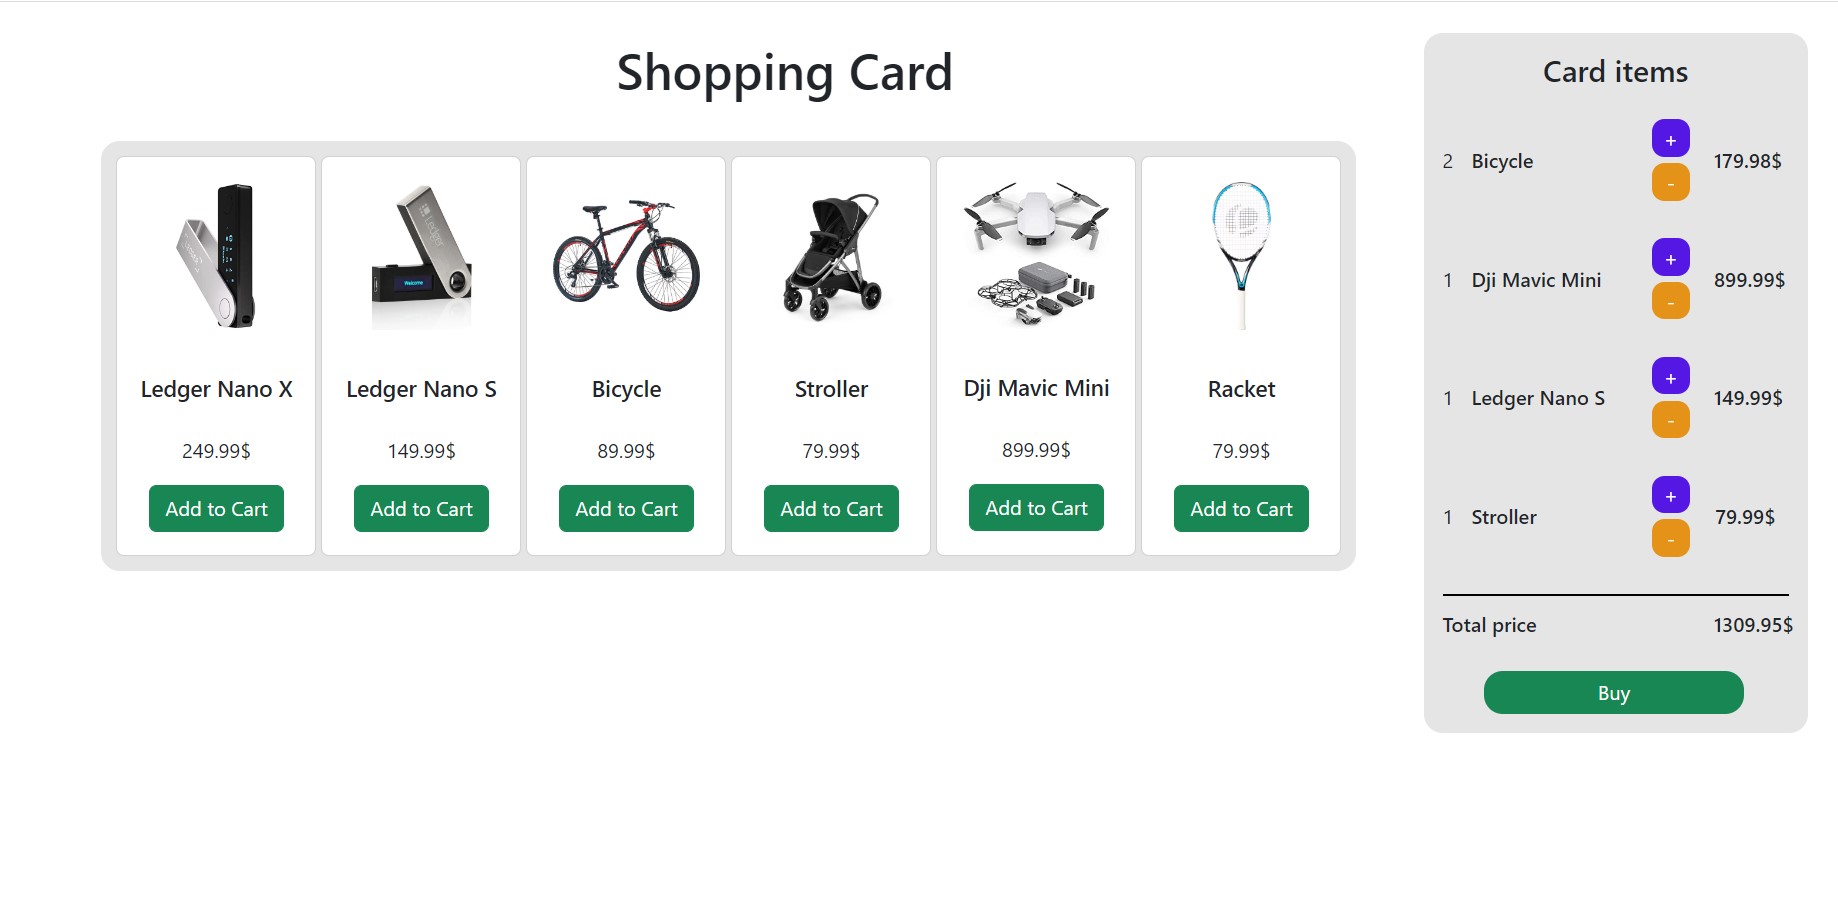 Shopping Card
Ledger Nano X
249.99$
Add to Cart
Ledger
Welcome
Ledger Nano S
149.99$
Add to Cart
Bicycle
89.99$
Add to Cart
Stroller
79.99$
Add to Cart
Dji Mavic Mini
899.99$
Add to Cart
Racket
79.99$
Add to Cart
Card items
2 Bicycle + - 179.98$
1 Dji Mavic Mini + - 899.99$
1 Ledger Nano S + - 149.99$
1 Stroller + - 79.99$
Total price 1309.95$
Buy